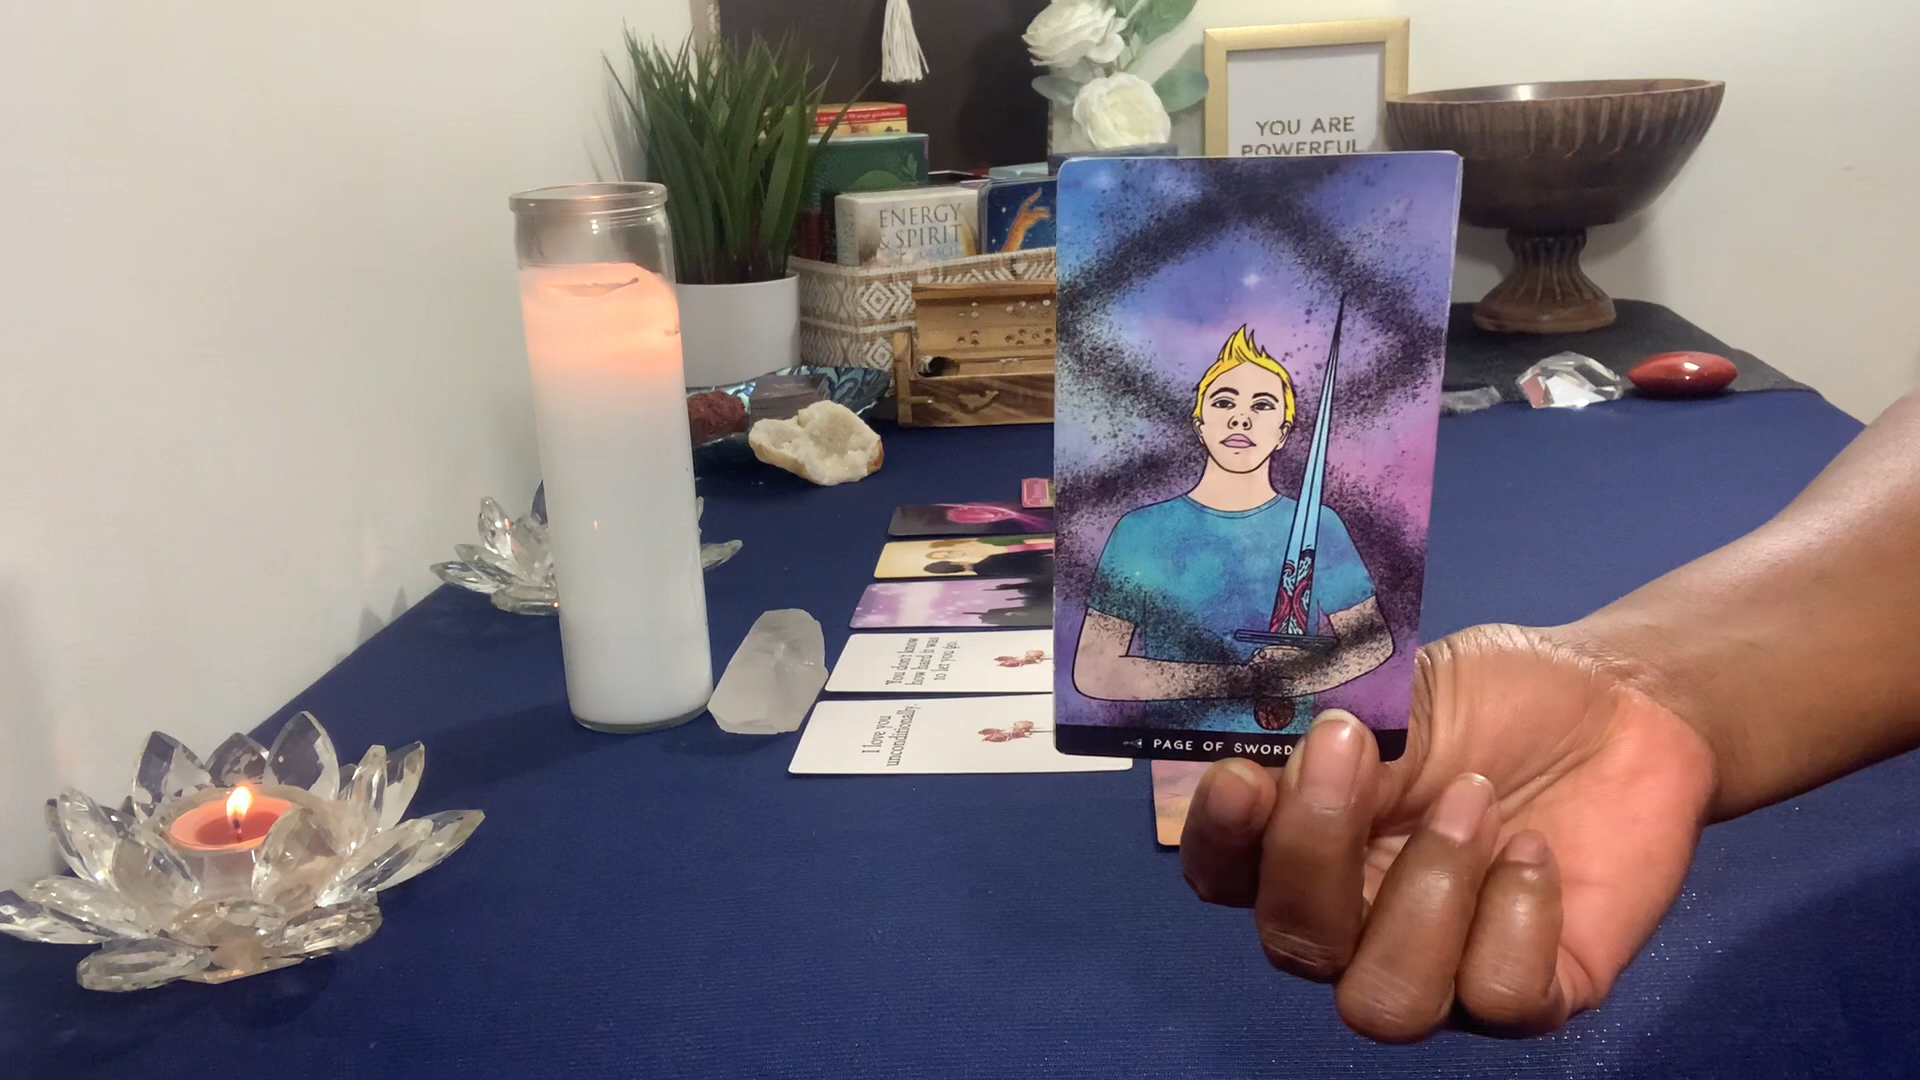 YOU ARE
POWERFUL
ENERGY
& SPIRIT
ORACLE
You don't know
how hard it was
to let you go.
I love you
unconditionally.
PAGE OF SWORD